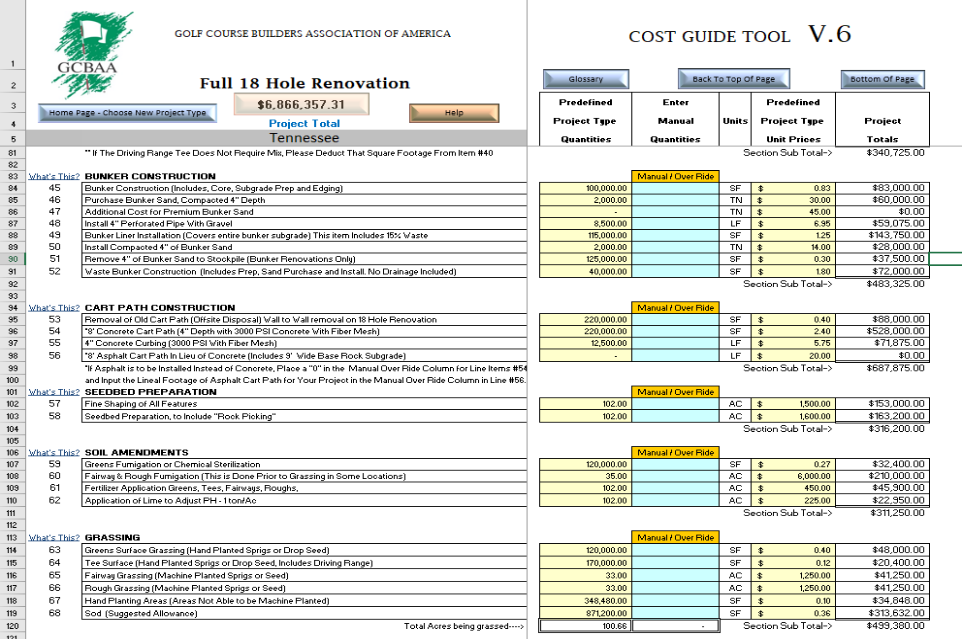 GCBAA
GOLF COURSE BUILDERS ASSOCIATION OF AMERICA
COST GUIDE TOOL V.6
1
2 Full 18 Hole Renovation Glossary Back To Top Of Page Bottom Of Page
3 Home Page - Choose New Project Type $6,866,357.31 Help Predefined Enter Predefined
4 Project Total Project Type Manual Units Project Type Project
5 Tennessee Quantities Quantities Unit Prices Totals
81 ** If The Driving Range Tee Does Not Require Mix, Please Deduct That Square Footage From Item #40 Section Sub Total-> $340,725.00
82
83 What's This? BUNKER CONSTRUCTION Manual / Over Ride
84 45 Bunker Construction (Includes, Core, Subgrade Prep and Edging) 100,000.00 SF $ 0.83 $83,000.00
85 46 Purchase Bunker Sand, Compacted 4" Depth 2,000.00 TN $ 30.00 $60,000.00
86 47 Additional Cost for Premium Bunker Sand - TN $ 45.00 $0.00
87 48 Install 4" Perforated Pipe With Gravel 8,500.00 LF $ 6.95 $59,075.00
88 49 Bunker Liner Installation (Covers entire bunker subgrade) This item Includes 15% Waste 115,000.00 SF $ 1.25 $143,750.00
89 50 Install Compacted 4" of Bunker Sand 2,000.00 TN $ 14.00 $28,000.00
90 51 Remove 4" of Bunker Sand to Stockpile (Bunker Renovations Only) 125,000.00 SF $ 0.30 $37,500.00
91 52 Waste Bunker Construction (Includes Prep, Sand Purchase and Install. No Drainage Included) 40,000.00 SF $ 1.80 $72,000.00
92 Section Sub Total-> $483,325.00
93
94 What's This? CART PATH CONSTRUCTION Manual / Over Ride
95 53 Removal of Old Cart Path (Offsite Disposal) Wall to Wall removal on 18 Hole Renovation 220,000.00 SF $ 0.40 $88,000.00
96 54 *8' Concrete Cart Path (4" Depth with 3000 PSI Concrete With Fiber Mesh) 220,000.00 SF $ 2.40 $528,000.00
97 55 4" Concrete Curbing (3000 PSI With Fiber Mesh) 12,500.00 LF $ 5.75 $71,875.00
98 56 *8' Asphalt Cart Path In Lieu of Concrete (Includes 9' Wide Base Rock Subgrade) - LF $ 20.00 $0.00
99 *If Asphalt is to be Installed Instead of Concrete, Place a "0" in the Manual Over Ride Column for Line Items #54 Section Sub Total-> $687,875.00
100 and Input the Lineal Footage of Asphalt Cart Path for Your Project in the Manual Over Ride Column in Line #56.
101 What's This? SEEDBED PREPARATION Manual / Over Ride
102 57 Fine Shaping of All Features 102.00 AC $ 1,500.00 $153,000.00
103 58 Seedbed Preparation, to Include "Rock Picking" 102.00 AC $ 1,600.00 $163,200.00
104 Section Sub Total-> $316,200.00
105
106 What's This? SOIL AMENDMENTS Manual / Over Ride
107 59 Greens Fumigation or Chemical Sterilization 120,000.00 SF $ 0.27 $32,400.00
108 60 Fairway & Rough Fumigation (This is Done Prior to Grassing in Some Locations) 35.00 AC $ 6,000.00 $210,000.00
109 61 Fertilizer Application Greens, Tees, Fairways, Roughs, 102.00 AC $ 450.00 $45,900.00
110 62 Application of Lime to Adjust PH - 1 ton/Ac 102.00 AC $ 225.00 $22,950.00
111 Section Sub Total-> $311,250.00
112
113 What's This? GRASSING Manual / Over Ride
114 63 Greens Surface Grassing (Hand Planted Sprigs or Drop Seed) 120,000.00 SF $ 0.40 $48,000.00
115 64 Tee Surface (Hand Planted Sprigs or Drop Seed, Includes Driving Range) 170,000.00 SF $ 0.12 $20,400.00
116 65 Fairway Grassing (Machine Planted Sprigs or Seed) 33.00 AC $ 1,250.00 $41,250.00
117 66 Rough Grassing (Machine Planted Sprigs or Seed) 33.00 AC $ 1,250.00 $41,250.00
118 67 Hand Planting Areas (Areas Not Able to be Machine Planted) 348,480.00 SF $ 0.10 $34,848.00
119 68 Sod (Suggested Allowance) 871,200.00 SF $ 0.36 $313,632.00
120 Total Acres being grassed----> 100.66 - Section Sub Total-> $499,380.00
121